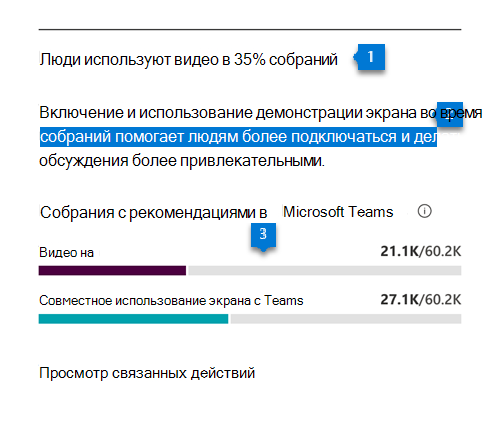 Люди используют видео в 35% собраний 1
Включение и использование демонстрации экрана во время
собраний помогает людям более подключаться и дел
обсуждения более привлекательными.
Собрания с рекомендациями в Microsoft Teams
3
Видео на 21.1K/60.2K
Совместное использование экрана с Teams 27.1K/60.2K
Просмотр связанных действий